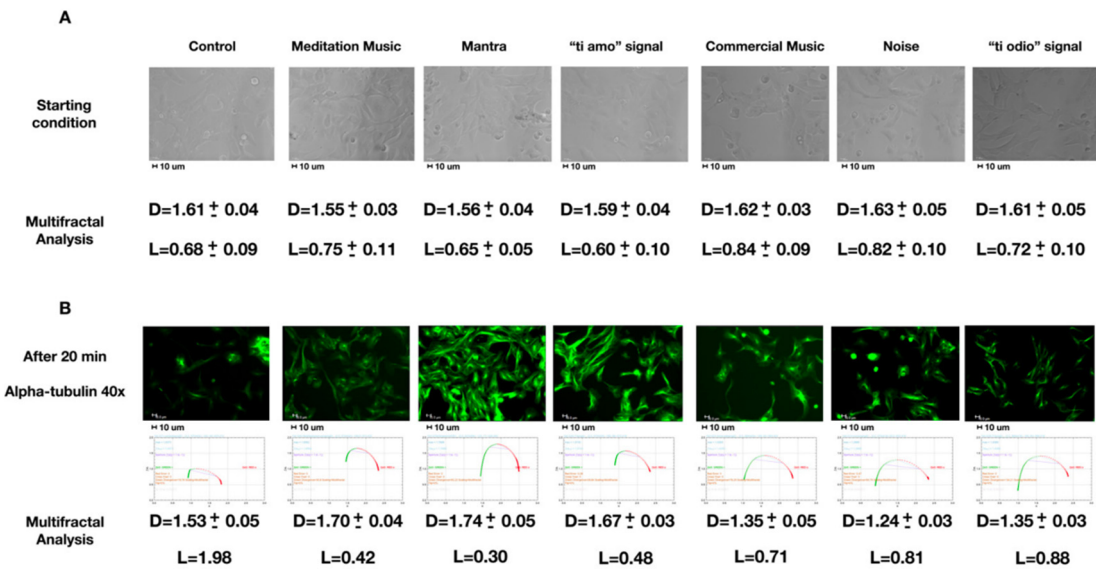 A
Control Meditation Music Mantra “ti amo” signal Commercial Music Noise “ti odio” signal
Starting
condition
10 um 10 um 10 um 10 um 10 um 10 um 10 um
Multifractal
Analysis
D=1.61 ± 0.04 D=1.55 ± 0.03 D=1.56 ± 0.04 D=1.59 ± 0.04 D=1.62 ± 0.03 D=1.63 ± 0.05 D=1.61 ± 0.05
L=0.68 ± 0.09 L=0.75 ± 0.11 L=0.65 ± 0.05 L=0.60 ± 0.10 L=0.84 ± 0.09 L=0.82 ± 0.10 L=0.72 ± 0.10
B
After 20 min
Alpha-tubulin 40x
10 um 10 um 10 um 10 um 10 um 10 um 10 um
Multifractal
Analysis
D=1.53 ± 0.05 D=1.70 ± 0.04 D=1.74 ± 0.05 D=1.67 ± 0.03 D=1.35 ± 0.05 D=1.24 ± 0.03 D=1.35 ± 0.03
L=1.98 L=0.42 L=0.30 L=0.48 L=0.71 L=0.81 L=0.88